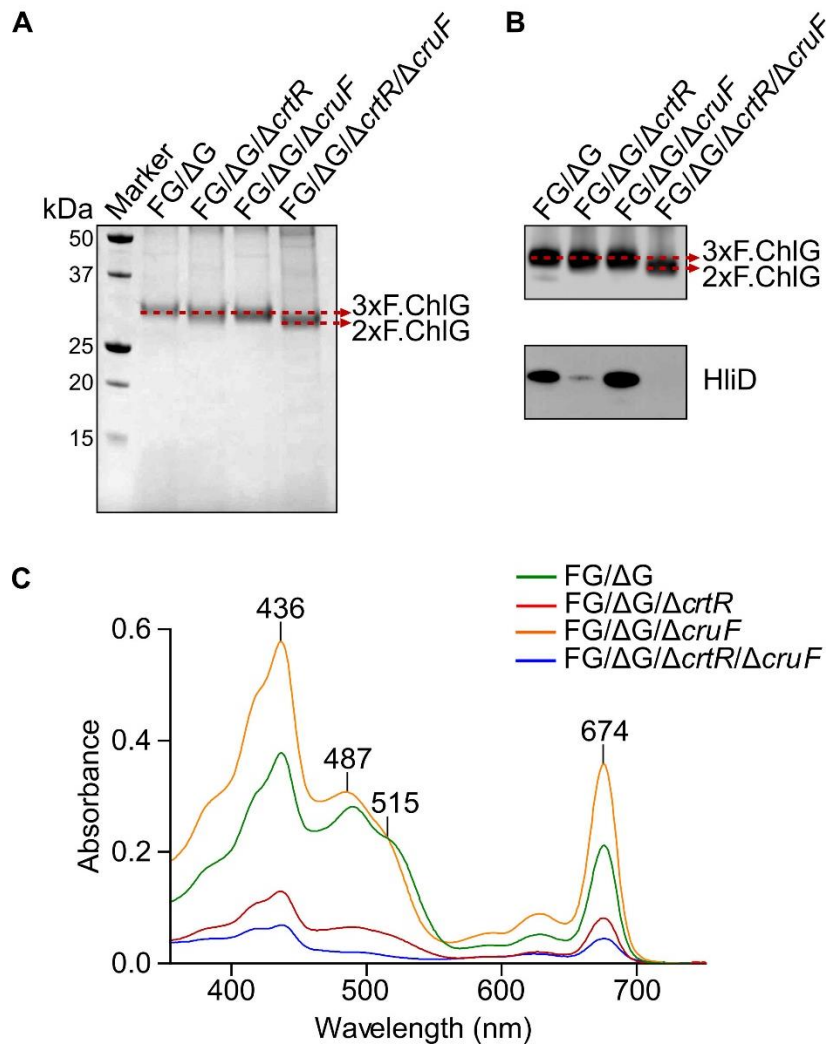 A
kDa
Marker
FG/ΔG
FG/ΔG/ΔcrtR
FG/ΔG/ΔcruF
FG/ΔG/ΔcrtR/ΔcruF
50
37
25
20
15
3xF.ChlG
2xF.ChlG
B
FG/ΔG
FG/ΔG/ΔcrtR
FG/ΔG/ΔcruF
FG/ΔG/ΔcrtR/ΔcruF
3xF.ChlG
2xF.ChlG
HliD
C
FG/ΔG
FG/ΔG/ΔcrtR
FG/ΔG/ΔcruF
FG/ΔG/ΔcrtR/ΔcruF
436
487
515
674
0.6
0.4
0.2
0.0
Absorbance
400
500
600
700
Wavelength (nm)